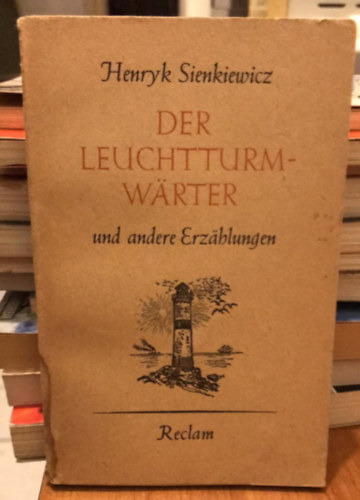 Henryk Sienkiewicz
DER
LEUCHTTURM-
WÄRTER
und andere Erzählungen
Reclam